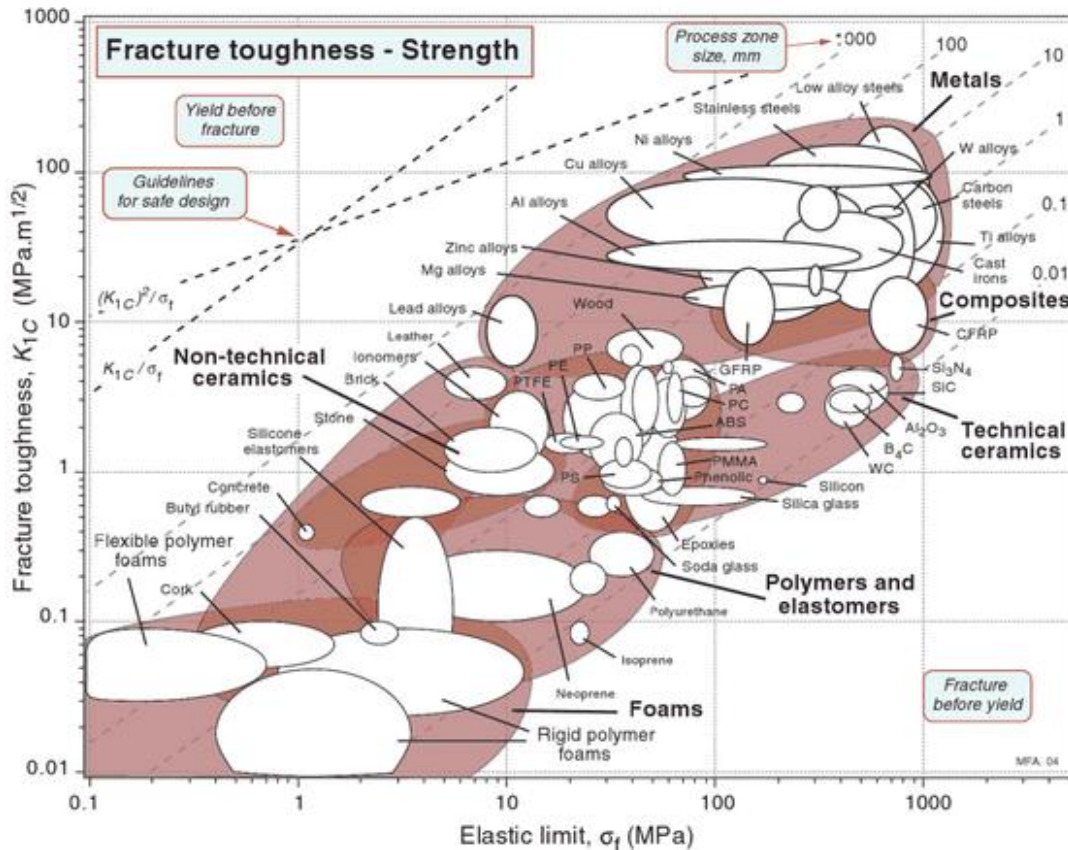 1000
Fracture toughness - Strength
Process zone
size, mm
1000
100
10
1
0.1
0.01
Yield before
fracture
Guidelines
for safe design
Low alloy steels
Metals
Stainless steels
Ni alloys
W alloys
Cu alloys
100
Carbon
steels
Al alloys
Ti alloys
Zinc alloys
Cast
irons
Mg alloys
(K1C)²/σf
Lead alloys
Wood
10
Composites
CFRP
Leather
Non-technical
ceramics
Ionomers
K1C/σf
PP
GFRP
Si3N4
Brick
PE
PTFE
PA
SiC
Stone
PC
Al2O3
Silicone
elastomers
ABS
B4C
Technical
ceramics
WC
1
PS
PMMA
Phenolic
Silicon
Concrete
Silica glass
Butyl rubber
Flexible polymer
foams
Epoxies
Soda glass
Cork
Polymers and
elastomers
Polyurethane
0.1
Isoprene
Neoprene
Foams
Rigid polymer
foams
Fracture
before yield
0.01
MFA, 04
0.1
1
10
100
1000
Elastic limit, σf (MPa)
Fracture toughness, K1C (MPa.m1/2)